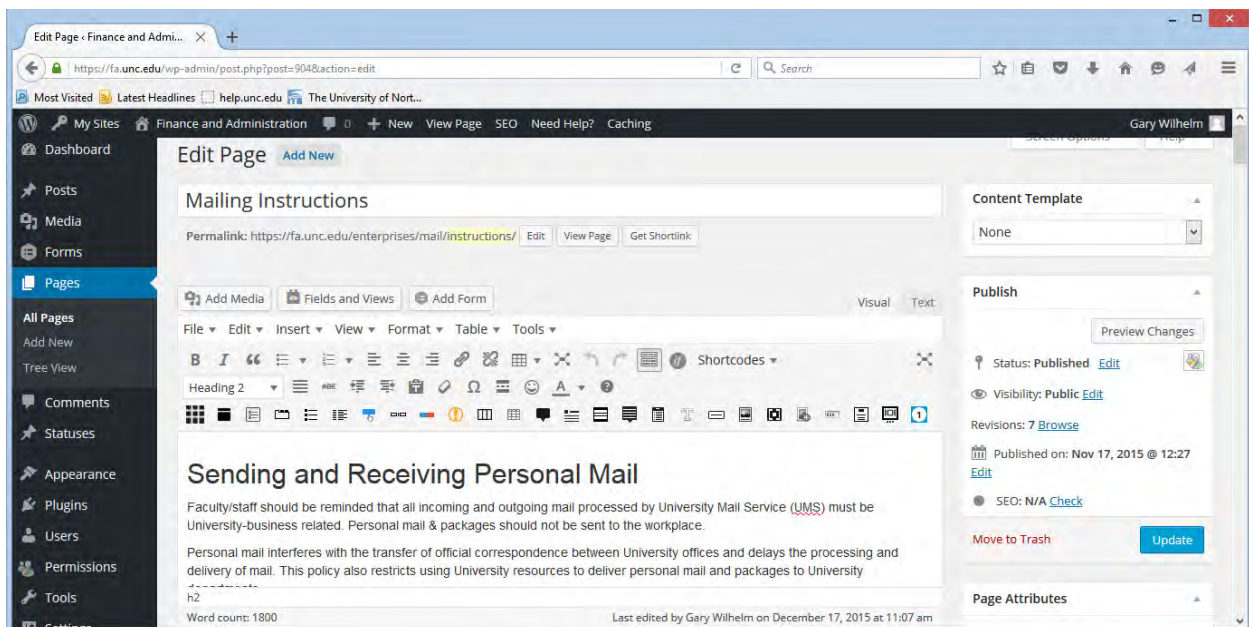 Edit Page ‹ Finance and Admi...
https://fa.unc.edu/wp-admin/post.php?post=904&action=edit
Search
Most Visited Latest Headlines help.unc.edu The University of Nort...
My Sites Finance and Administration 0 New View Page SEO Need Help? Caching Gary Wilhelm
Dashboard
Posts
Media
Forms
Pages
All Pages
Add New
Tree View
Comments
Statuses
Appearance
Plugins
Users
Permissions
Tools
Settings
Screen Options Help
Edit Page Add New
Mailing Instructions
Permalink: https://fa.unc.edu/enterprises/mail/instructions/ Edit View Page Get Shortlink
Add Media Fields and Views Add Form Visual Text
File Edit Insert View Format Table Tools
B I ABC Shortcodes
Heading 2
Sending and Receiving Personal Mail
Faculty/staff should be reminded that all incoming and outgoing mail processed by University Mail Service (UMS) must be
University-business related. Personal mail & packages should not be sent to the workplace.
Personal mail interferes with the transfer of official correspondence between University offices and delays the processing and
delivery of mail. This policy also restricts using University resources to deliver personal mail and packages to University
departments.
h2
Word count: 1800 Last edited by Gary Wilhelm on December 17, 2015 at 11:07 am
Content Template
None
Publish
Preview Changes
Status: Published Edit
Visibility: Public Edit
Revisions: 7 Browse
Published on: Nov 17, 2015 @ 12:27
Edit
SEO: N/A Check
Move to Trash Update
Page Attributes